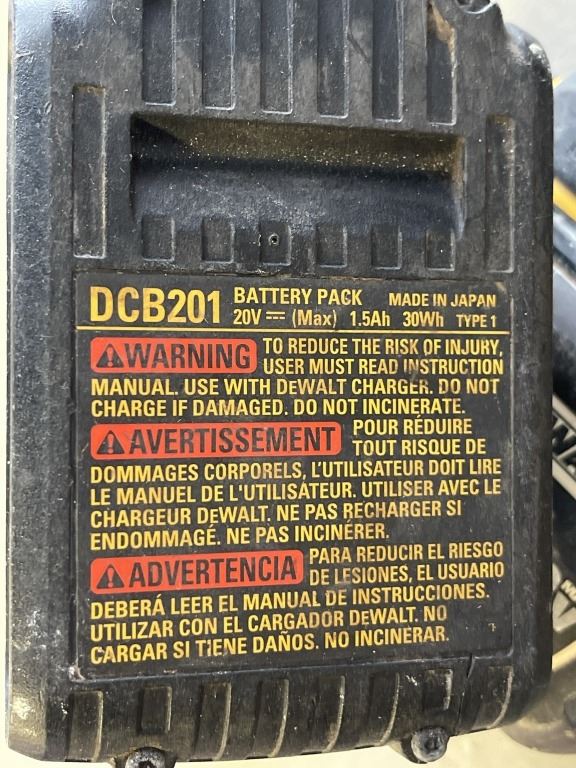 DCB201 BATTERY PACK MADE IN JAPAN
20V ⎓ (Max) 1.5Ah 30Wh TYPE 1
⚠WARNING TO REDUCE THE RISK OF INJURY,
USER MUST READ INSTRUCTION
MANUAL. USE WITH DEWALT CHARGER. DO NOT
CHARGE IF DAMAGED. DO NOT INCINERATE.
⚠AVERTISSEMENT POUR RÉDUIRE
TOUT RISQUE DE
DOMMAGES CORPORELS, L'UTILISATEUR DOIT LIRE
LE MANUEL DE L'UTILISATEUR. UTILISER AVEC LE
CHARGEUR DEWALT. NE PAS RECHARGER SI
ENDOMMAGÉ. NE PAS INCINÉRER.
⚠ADVERTENCIA PARA REDUCIR EL RIESGO
DE LESIONES, EL USUARIO
DEBERÁ LEER EL MANUAL DE INSTRUCCIONES.
UTILIZAR CON EL CARGADOR DEWALT. NO
CARGAR SI TIENE DAÑOS. NO INCINERAR.